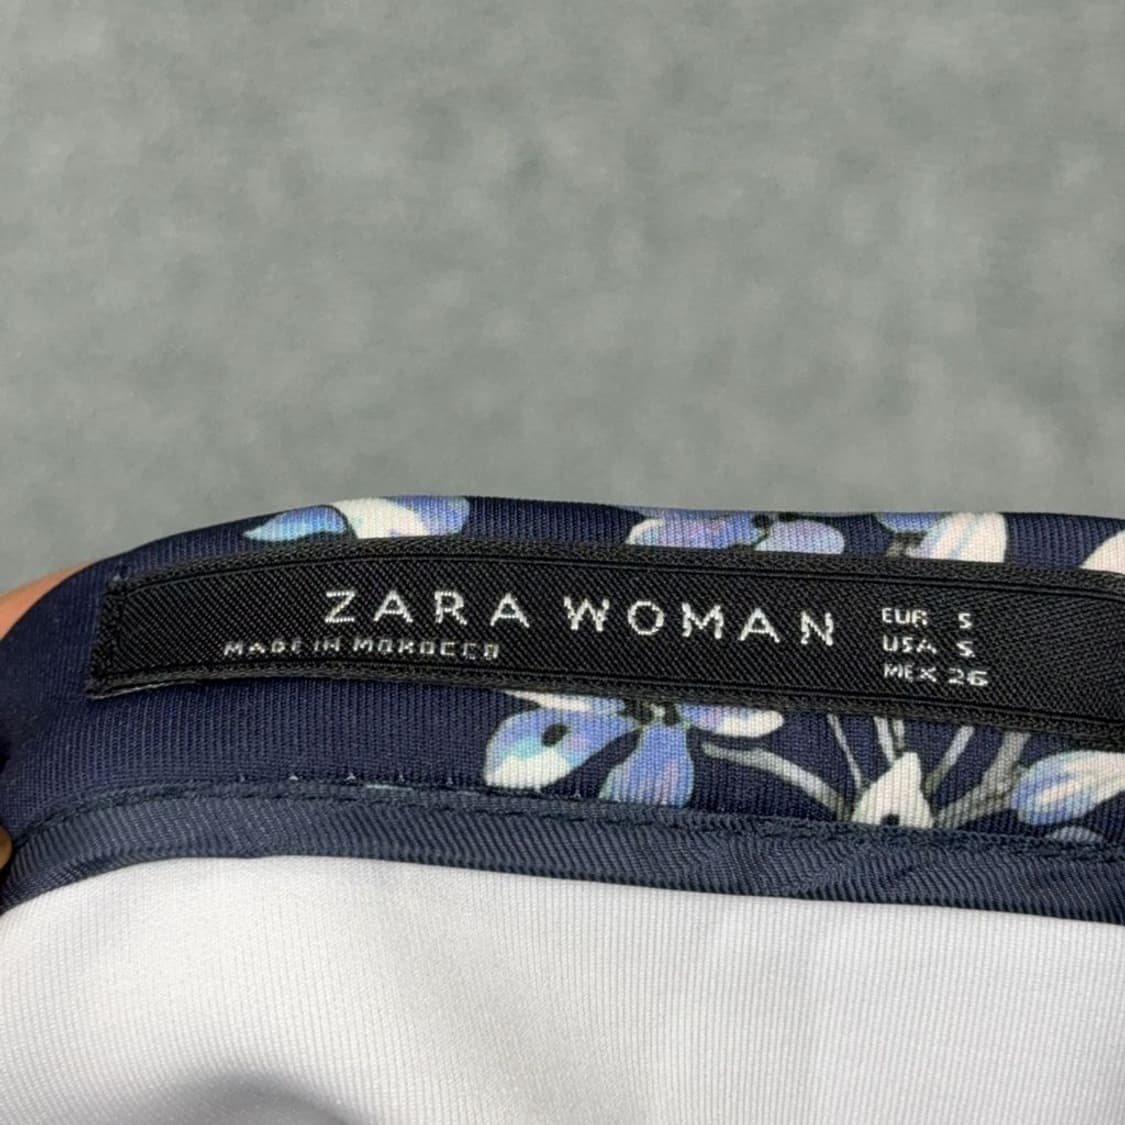 ZARA WOMAN
MADE IN MOROCCO
EUR S
USA S
MEX 26